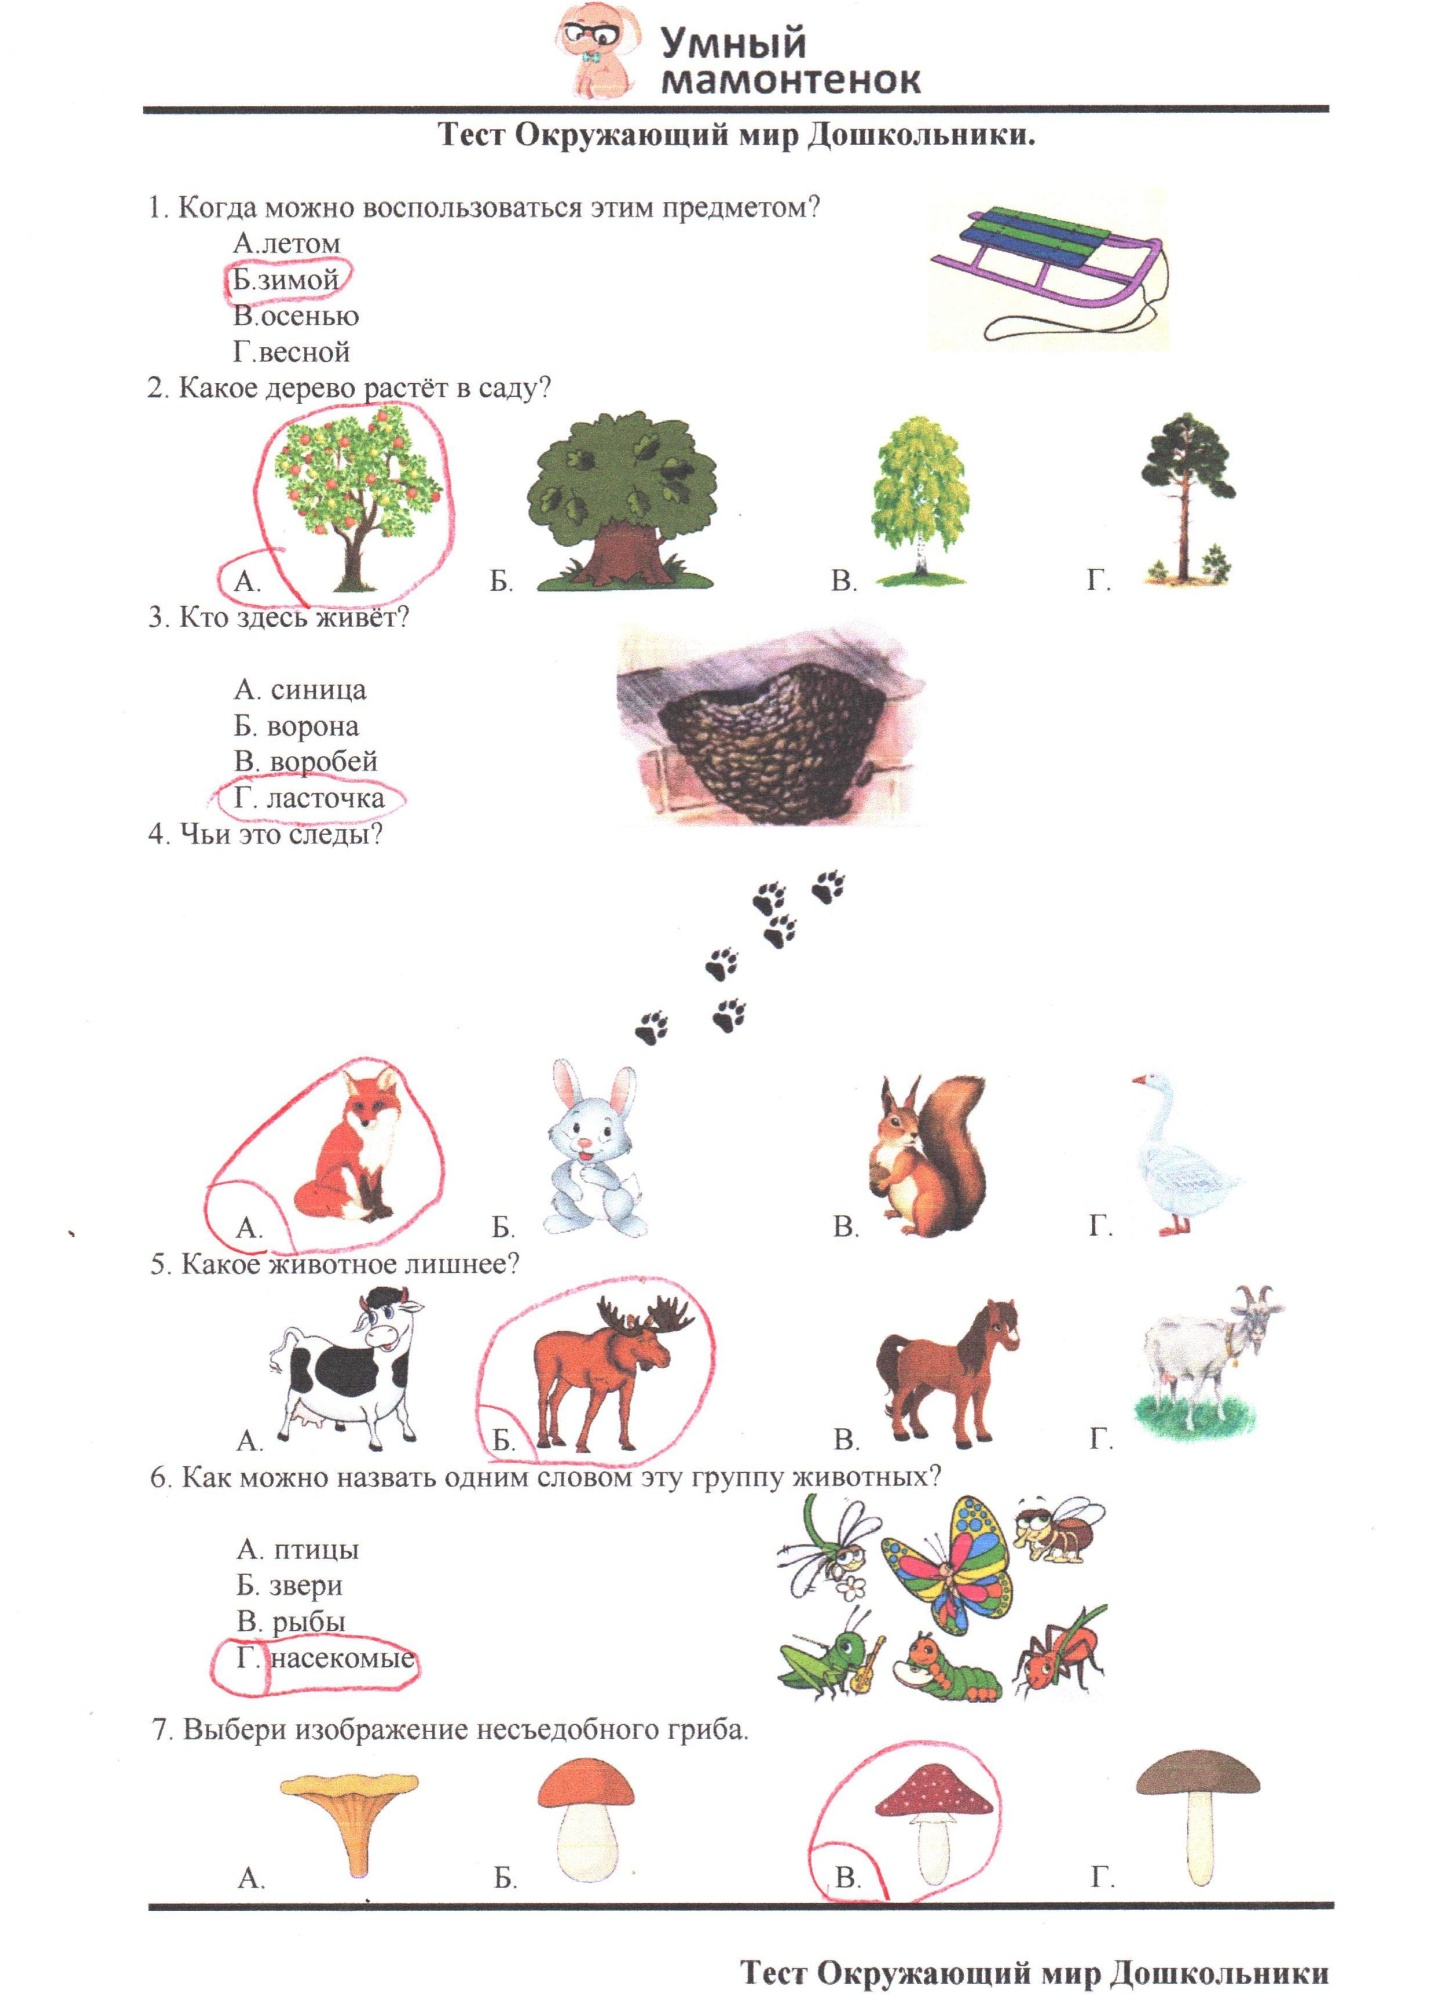 Умный
мамонтенок
Тест Окружающий мир Дошкольники.
1. Когда можно воспользоваться этим предметом?
А.летом
Б.зимой
В.осенью
Г.весной
2. Какое дерево растёт в саду?
А. Б. В. Г.
3. Кто здесь живёт?
А. синица
Б. ворона
В. воробей
Г. ласточка
4. Чьи это следы?
А. Б. В. Г.
5. Какое животное лишнее?
А. Б. В. Г.
6. Как можно назвать одним словом эту группу животных?
А. птицы
Б. звери
В. рыбы
Г. насекомые
7. Выбери изображение несъедобного гриба.
А. Б. В. Г.
Тест Окружающий мир Дошкольники